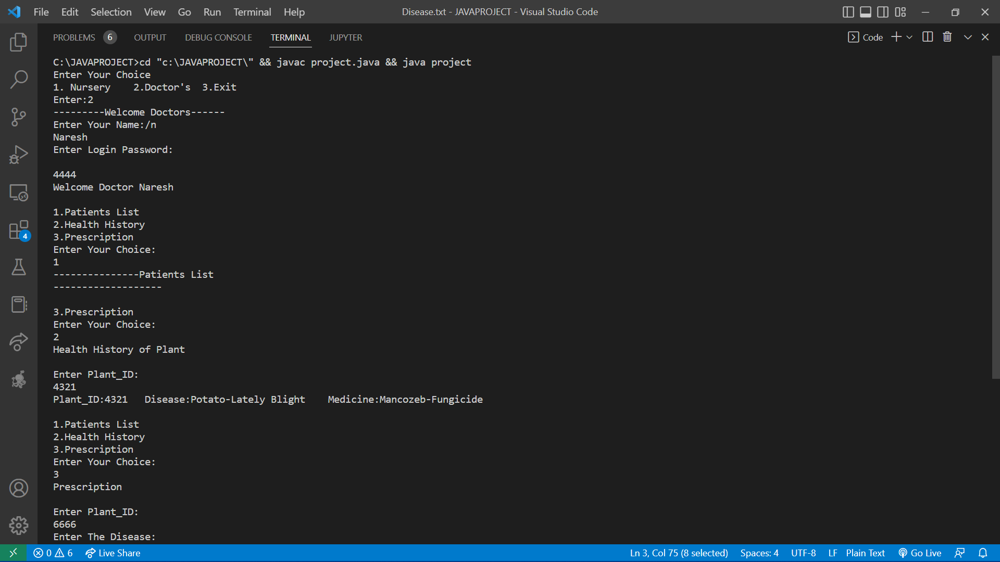 File Edit Selection View Go Run Terminal Help Disease.txt - JAVAPROJECT - Visual Studio Code
PROBLEMS 6 OUTPUT DEBUG CONSOLE TERMINAL JUPYTER Code
C:\JAVAPROJECT>cd "c:\JAVAPROJECT\" && javac project.java && java project
Enter Your Choice
1. Nursery    2.Doctor's  3.Exit
Enter:2
---------Welcome Doctors------
Enter Your Name:/n
Naresh
Enter Login Password:
4444
Welcome Doctor Naresh
1.Patients List
2.Health History
3.Prescription
Enter Your Choice:
1
---------------Patients List
-------------------
3.Prescription
Enter Your Choice:
2
Health History of Plant
Enter Plant_ID:
4321
Plant_ID:4321   Disease:Potato-Lately Blight    Medicine:Mancozeb-Fungicide
1.Patients List
2.Health History
3.Prescription
Enter Your Choice:
3
Prescription
Enter Plant_ID:
6666
Enter The Disease:
4
0 6 Live Share Ln 3, Col 75 (8 selected) Spaces: 4 UTF-8 LF Plain Text Go Live